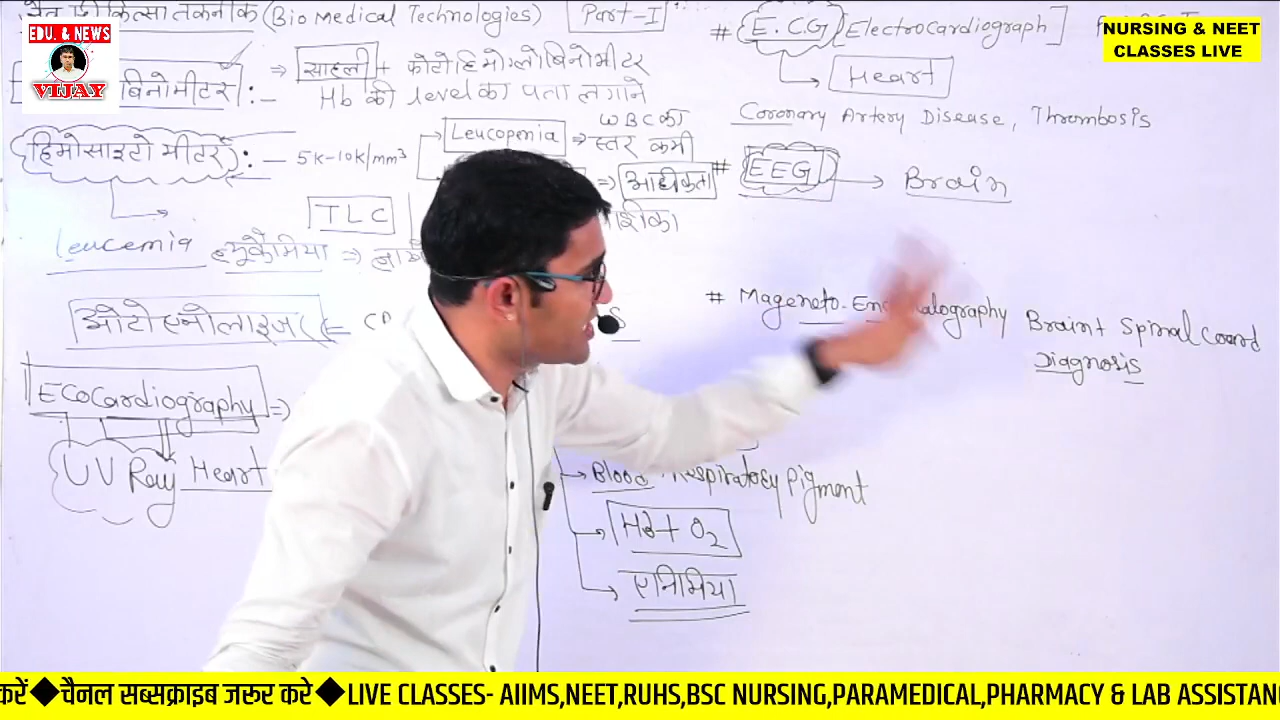 जैव चिकित्सा तकनीक (Bio Medical Technologies) Part-I
बिनोमीटर :- ⇒ साहली + फोटोहिमोग्लोबिनोमीटर
Hb की level का पता लगाने
हिमोसाइटोमीटर :- 5K-10K/mm³
Leucopenia ⇒ WBC का
स्तर कमी
⇒ आधीकता
TLC
Leucemia ल्यूकैमिया ⇒
ऑटोएनोलाइजर
ECOCardiography ⇒
UV Ray Heart
Blood Respiratory Pigment
HB + O₂
एनिमिया
# E.C.G [Electrocardiograph]
Heart
Coronary Artery Disease, Thrombosis
# EEG → Brain
# Mageneto- Brain + Spinal Coard
Diagnosis
EDU. & NEWS
VIJAY
NURSING & NEET
CLASSES LIVE
करें◆चैनल सब्सक्राइब जरूर करे◆LIVE CLASSES- AIIMS,NEET,RUHS,BSC NURSING,PARAMEDICAL,PHARMACY & LAB ASSISTAN